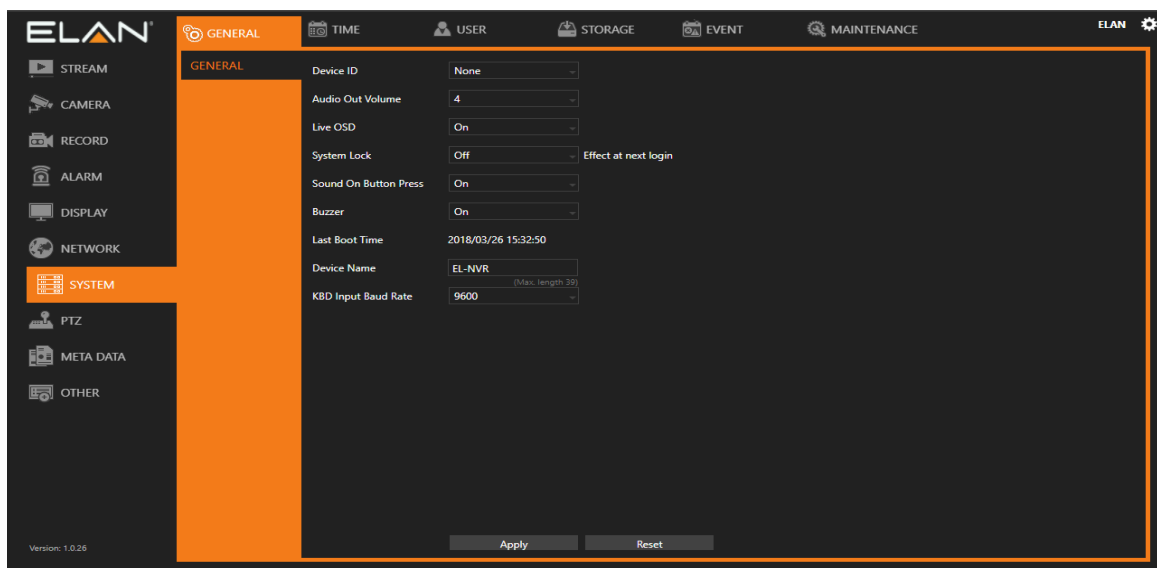 ELAN
GENERAL
TIME
USER
STORAGE
EVENT
MAINTENANCE
ELAN
STREAM
CAMERA
RECORD
ALARM
DISPLAY
NETWORK
SYSTEM
PTZ
META DATA
OTHER
Version: 1.0.26
GENERAL
Device ID None
Audio Out Volume 4
Live OSD On
System Lock Off Effect at next login
Sound On Button Press On
Buzzer On
Last Boot Time 2018/03/26 15:32:50
Device Name EL-NVR
(Max. length 39)
KBD Input Baud Rate 9600
Apply Reset